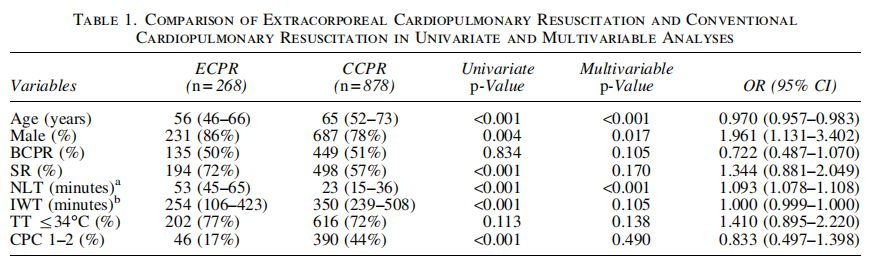 TABLE 1. COMPARISON OF EXTRACORPOREAL CARDIOPULMONARY RESUSCITATION AND CONVENTIONAL
CARDIOPULMONARY RESUSCITATION IN UNIVARIATE AND MULTIVARIABLE ANALYSES
Variables ECPR (n=268) CCPR (n=878) Univariate p-Value Multivariable p-Value OR (95% CI)
Age (years) 56 (46–66) 65 (52–73) <0.001 <0.001 0.970 (0.957–0.983)
Male (%) 231 (86%) 687 (78%) 0.004 0.017 1.961 (1.131–3.402)
BCPR (%) 135 (50%) 449 (51%) 0.834 0.105 0.722 (0.487–1.070)
SR (%) 194 (72%) 498 (57%) <0.001 0.170 1.344 (0.881–2.049)
NLT (minutes)a 53 (45–65) 23 (15–36) <0.001 <0.001 1.093 (1.078–1.108)
IWT (minutes)b 254 (106–423) 350 (239–508) <0.001 0.105 1.000 (0.999–1.000)
TT ≤34°C (%) 202 (77%) 616 (72%) 0.113 0.138 1.410 (0.895–2.220)
CPC 1–2 (%) 46 (17%) 390 (44%) <0.001 0.490 0.833 (0.497–1.398)